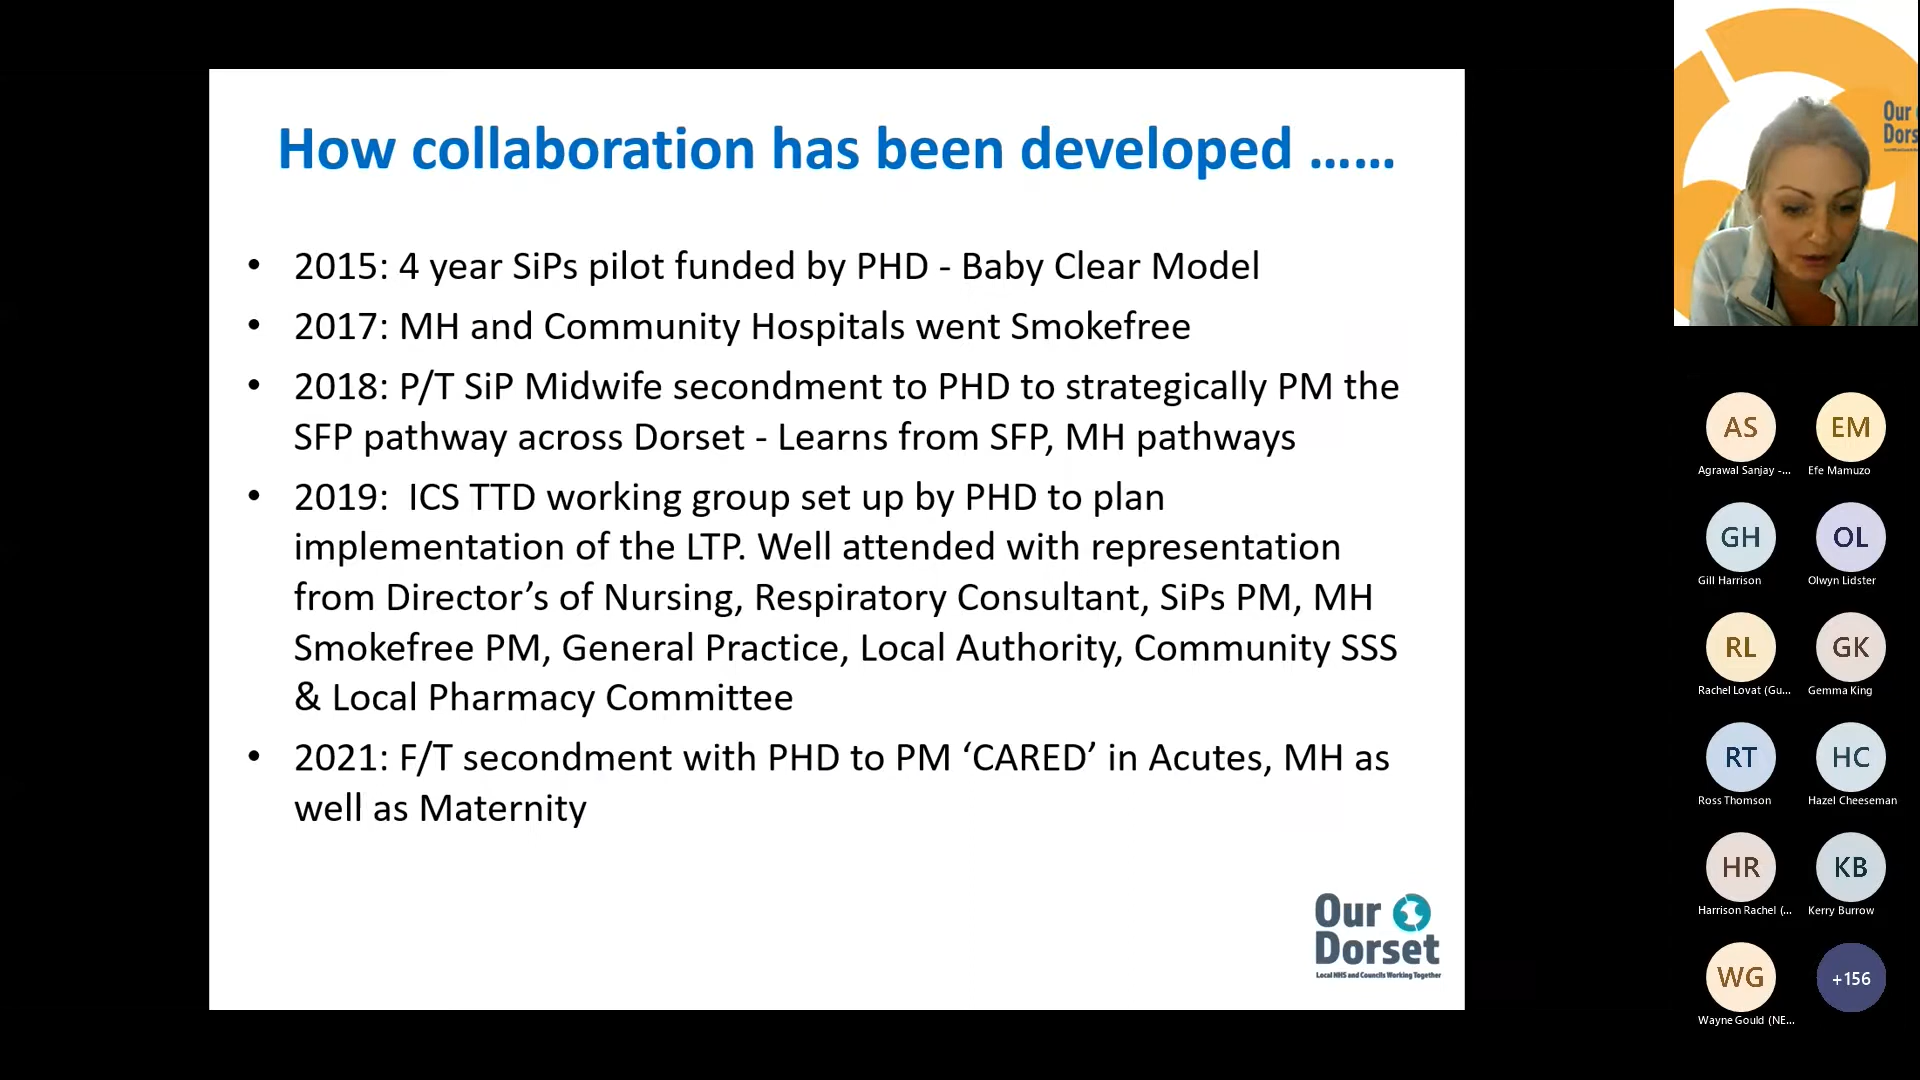 How collaboration has been developed ……
• 2015: 4 year SiPs pilot funded by PHD - Baby Clear Model
• 2017: MH and Community Hospitals went Smokefree
• 2018: P/T SiP Midwife secondment to PHD to strategically PM the
SFP pathway across Dorset - Learns from SFP, MH pathways
• 2019:  ICS TTD working group set up by PHD to plan
implementation of the LTP. Well attended with representation
from Director’s of Nursing, Respiratory Consultant, SiPs PM, MH
Smokefree PM, General Practice, Local Authority, Community SSS
& Local Pharmacy Committee
• 2021: F/T secondment with PHD to PM ‘CARED’ in Acutes, MH as
well as Maternity
Our
Dorset
Local NHS and Councils Working Together
Our
Dors
AS
EM
Agrawal Sanjay -...
Efe Mamuzo
GH
OL
Gill Harrison
Olwyn Lidster
RL
GK
Rachel Lovat (Gu...
Gemma King
RT
HC
Ross Thomson
Hazel Cheeseman
HR
KB
Harrison Rachel (...
Kerry Burrow
WG
+156
Wayne Gould (NE...